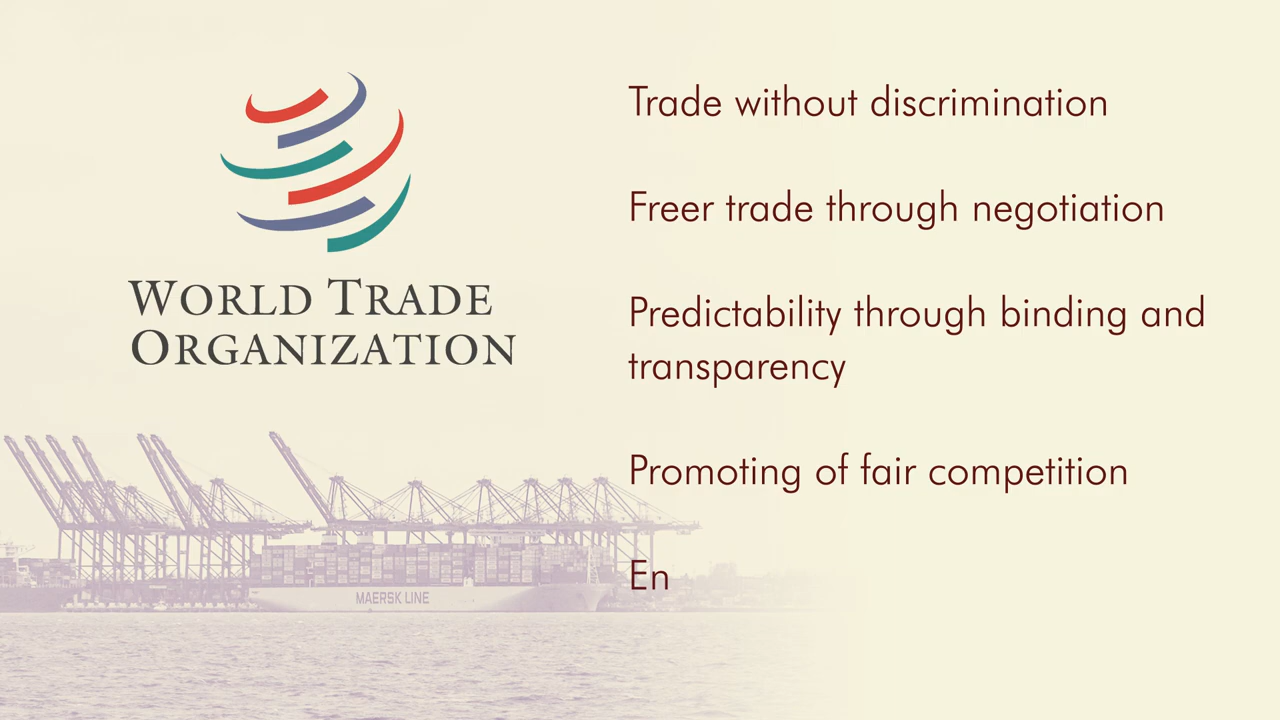 WORLD TRADE
ORGANIZATION
Trade without discrimination
Freer trade through negotiation
Predictability through binding and
transparency
Promoting of fair competition
En
MAERSK LINE